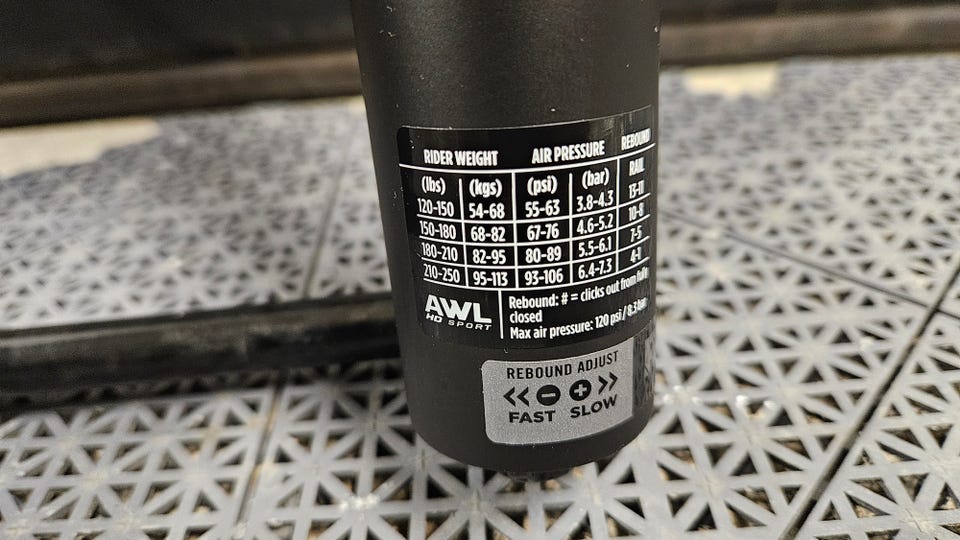 RIDER WEIGHT AIR PRESSURE REBOUND
(lbs) (kgs) (psi) (bar) RAIL
120-150 54-68 55-63 3.8-4.3 13-11
150-180 68-82 67-76 4.6-5.2 10-8
180-210 82-95 80-89 5.5-6.1 7-5
210-250 95-113 93-106 6.4-7.3 4-1
AWL
HD SPORT
Rebound: # = clicks out from fully
closed
Max air pressure: 120 psi / 8.3 bar
REBOUND ADJUST
<< - + >>
FAST SLOW